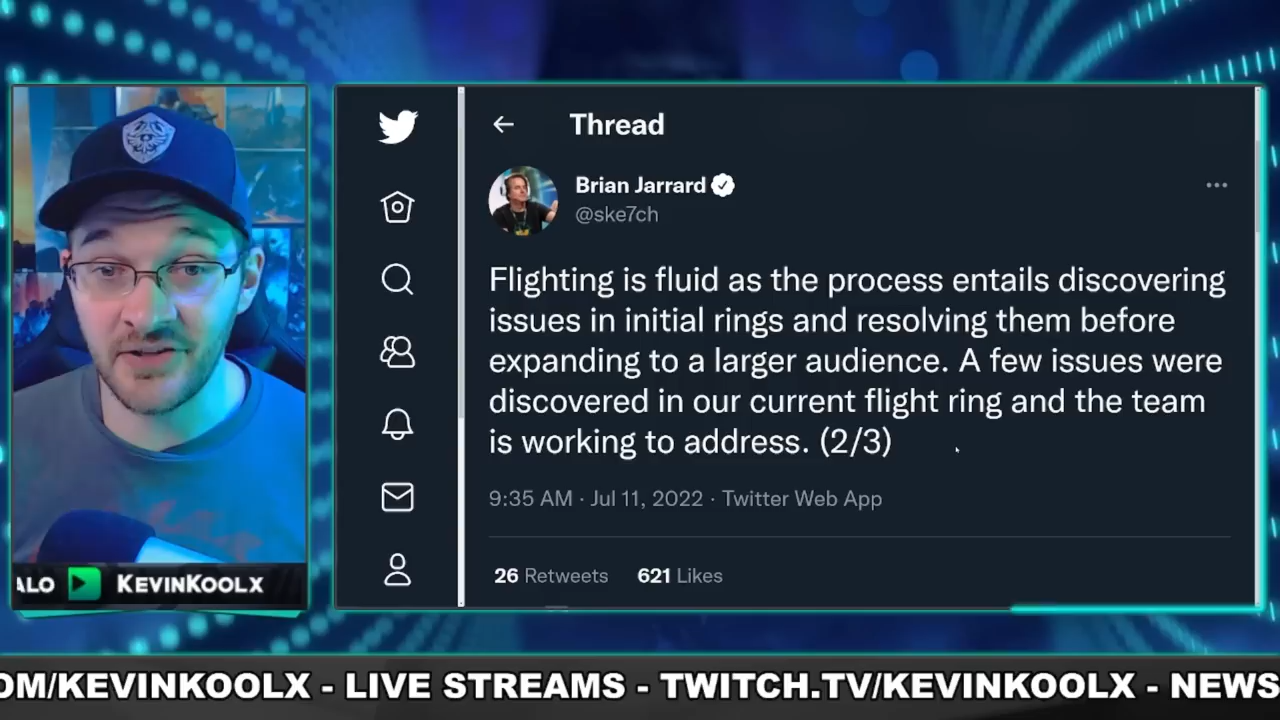 Thread
Brian Jarrard
@ske7ch
Flighting is fluid as the process entails discovering
issues in initial rings and resolving them before
expanding to a larger audience. A few issues were
discovered in our current flight ring and the team
is working to address. (2/3)
9:35 AM · Jul 11, 2022 · Twitter Web App
26 Retweets 621 Likes
ALO KEVINKOOLX
OM/KEVINKOOLX - LIVE STREAMS - TWITCH.TV/KEVINKOOLX - NEWS